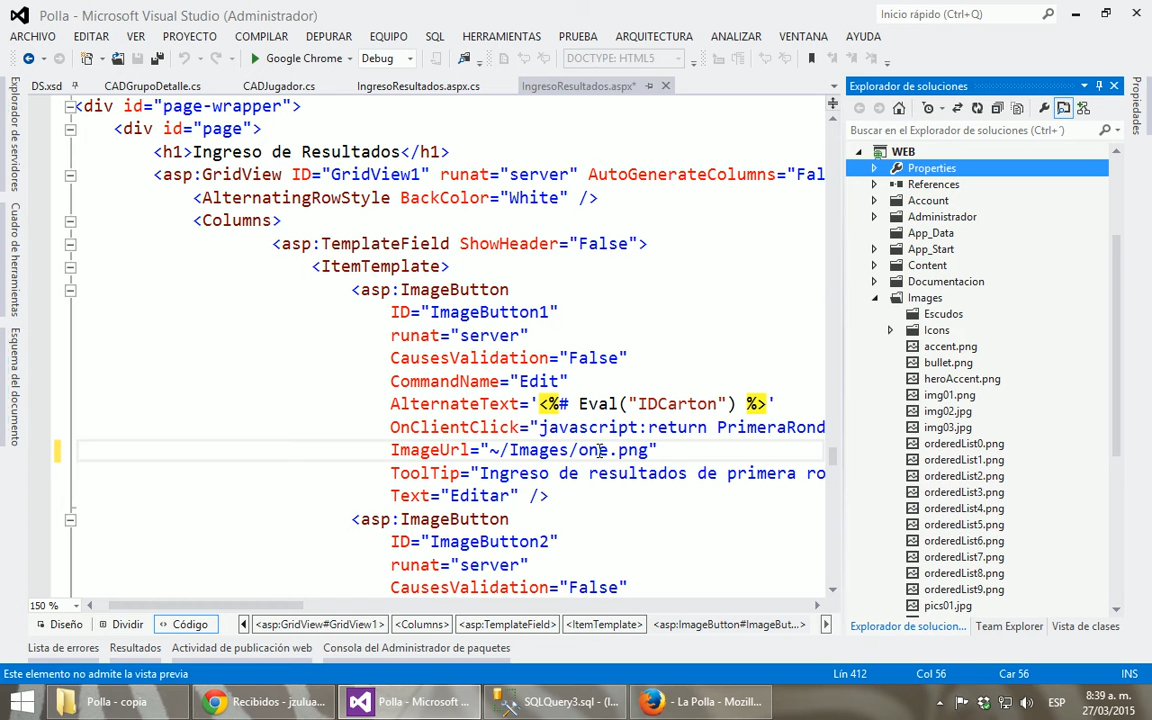 Polla - Microsoft Visual Studio (Administrador)
Inicio rápido (Ctrl+Q)
ARCHIVO EDITAR VER PROYECTO COMPILAR DEPURAR EQUIPO SQL HERRAMIENTAS PRUEBA ARQUITECTURA ANALIZAR VENTANA AYUDA
Google Chrome Debug DOCTYPE: HTML5
DS.xsd CADGrupoDetalle.cs CADJugador.cs IngresoResultados.aspx.cs IngresoResultados.aspx*
Explorador de servidores
Cuadro de herramientas
Esquema del documento
<div id="page-wrapper">
<div id="page">
<h1>Ingreso de Resultados</h1>
<asp:GridView ID="GridView1" runat="server" AutoGenerateColumns="Fal
<AlternatingRowStyle BackColor="White" />
<Columns>
<asp:TemplateField ShowHeader="False">
<ItemTemplate>
<asp:ImageButton
ID="ImageButton1"
runat="server"
CausesValidation="False"
CommandName="Edit"
AlternateText='<%# Eval("IDCarton") %>'
OnClientClick="javascript:return PrimeraRond
ImageUrl="~/Images/one.png"
ToolTip="Ingreso de resultados de primera ro
Text="Editar" />
<asp:ImageButton
ID="ImageButton2"
runat="server"
CausesValidation="False"
150 %
Diseño Dividir Código <asp:GridView#GridView1> <Columns> <asp:TemplateField> <ItemTemplate> <asp:ImageButton#ImageBut...>
Explorador de soluciones
Buscar en el Explorador de soluciones (Ctrl+´)
WEB
Properties
References
Account
Administrador
App_Data
App_Start
Content
Documentacion
Images
Escudos
Icons
accent.png
bullet.png
heroAccent.png
img01.png
img02.jpg
img03.jpg
orderedList0.png
orderedList1.png
orderedList2.png
orderedList3.png
orderedList4.png
orderedList5.png
orderedList6.png
orderedList7.png
orderedList8.png
orderedList9.png
pics01.jpg
Explorador de solucion... Team Explorer Vista de clases
Propiedades
Lista de errores Resultados Actividad de publicación web Consola del Administrador de paquetes
Este elemento no admite la vista previa Lín 412 Col 56 Car 56 INS
Polla - copia Recibidos - jzulua... Polla - Microsoft ... SQLQuery3.sql - (l... - La Polla - Mozill... ESP 8:39 a. m.
27/03/2015